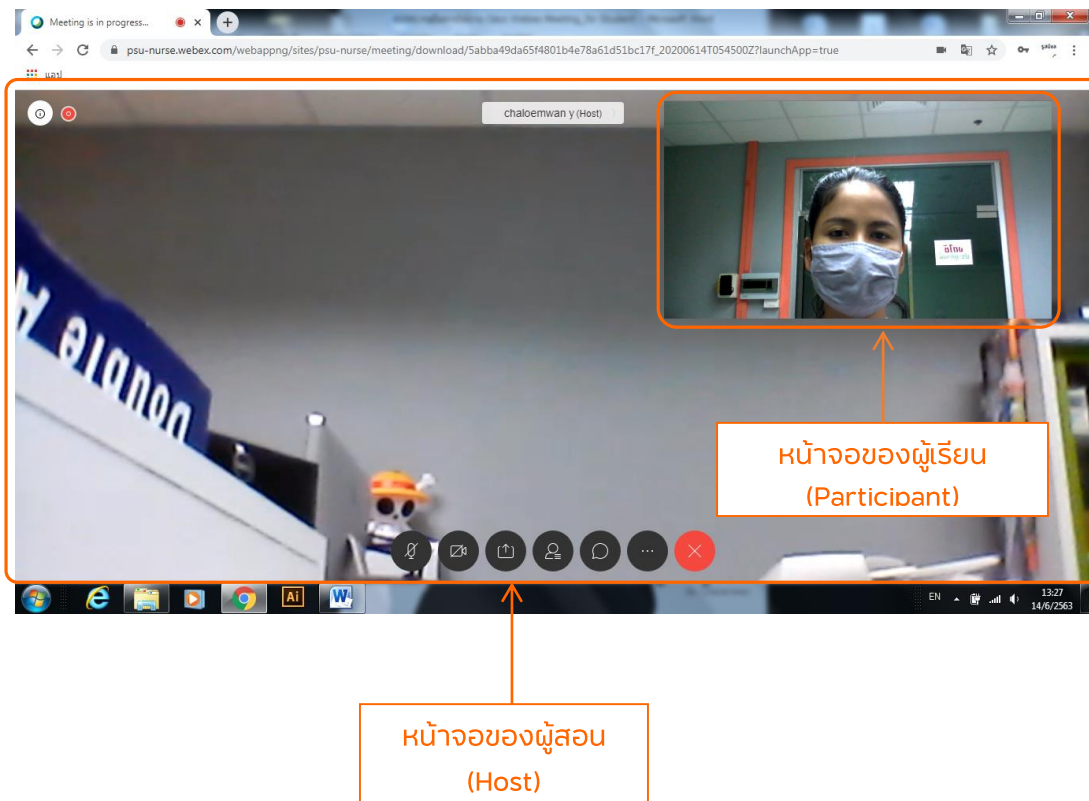 Meeting is in progress...
psu-nurse.webex.com/webappng/sites/psu-nurse/meeting/download/5abba49da65f4801b4e78a61d51bc17f_20200614T054500Z?launchApp=true
แอป
chaloemwan y (Host)
Double A
หน้าจอของผู้เรียน
(Participant)
EN
13:27
14/6/2563
หน้าจอของผู้สอน
(Host)